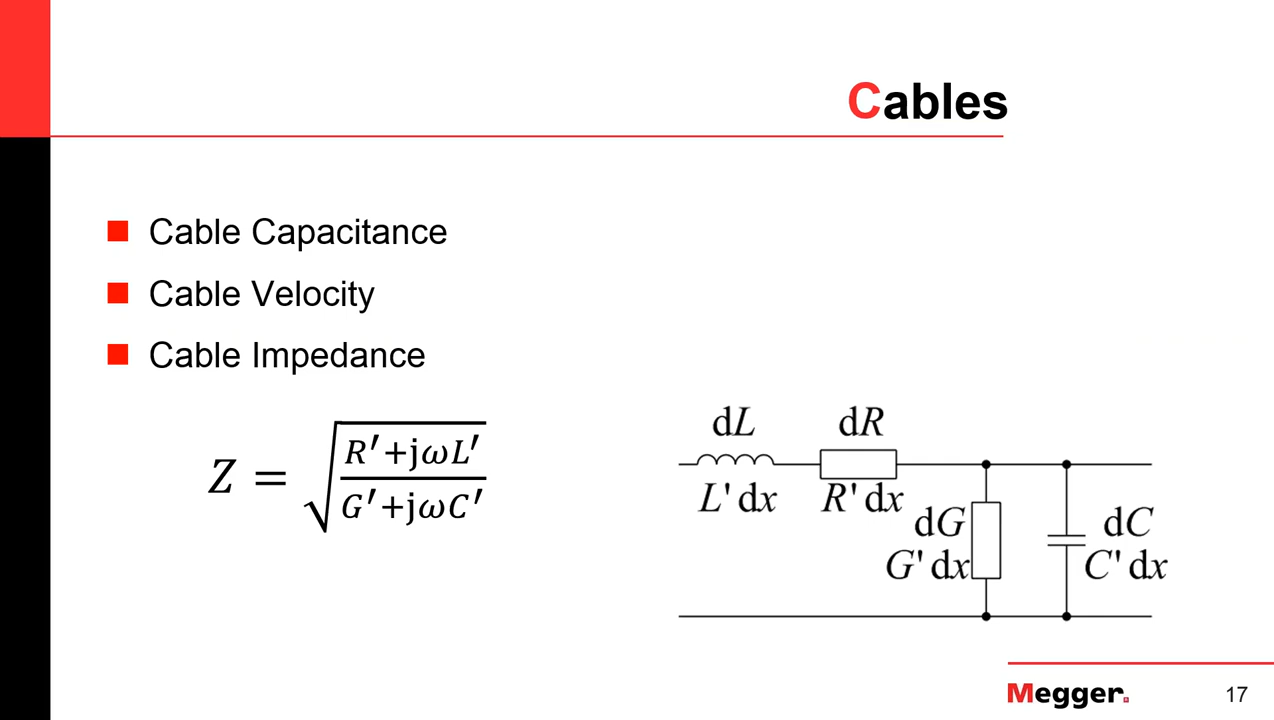 Cables
Cable Capacitance
Cable Velocity
Cable Impedance
Z = √((R′+jωL′)/(G′+jωC′))
dL dR
L' dx R' dx
dG dC
G' dx C' dx
Megger.
17